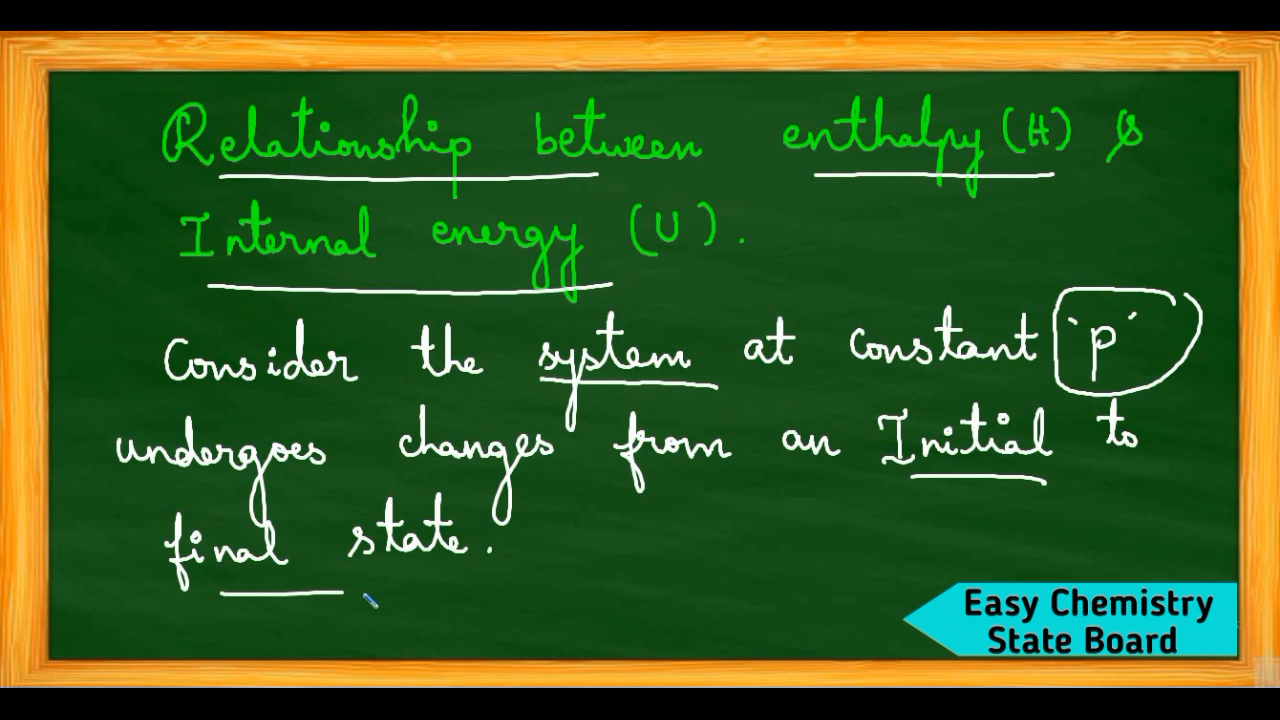 Relationship between enthalpy (H) &
Internal energy (U).
Consider the system at constant 'p'
undergoes changes from an Initial to
final state.
Easy Chemistry
State Board